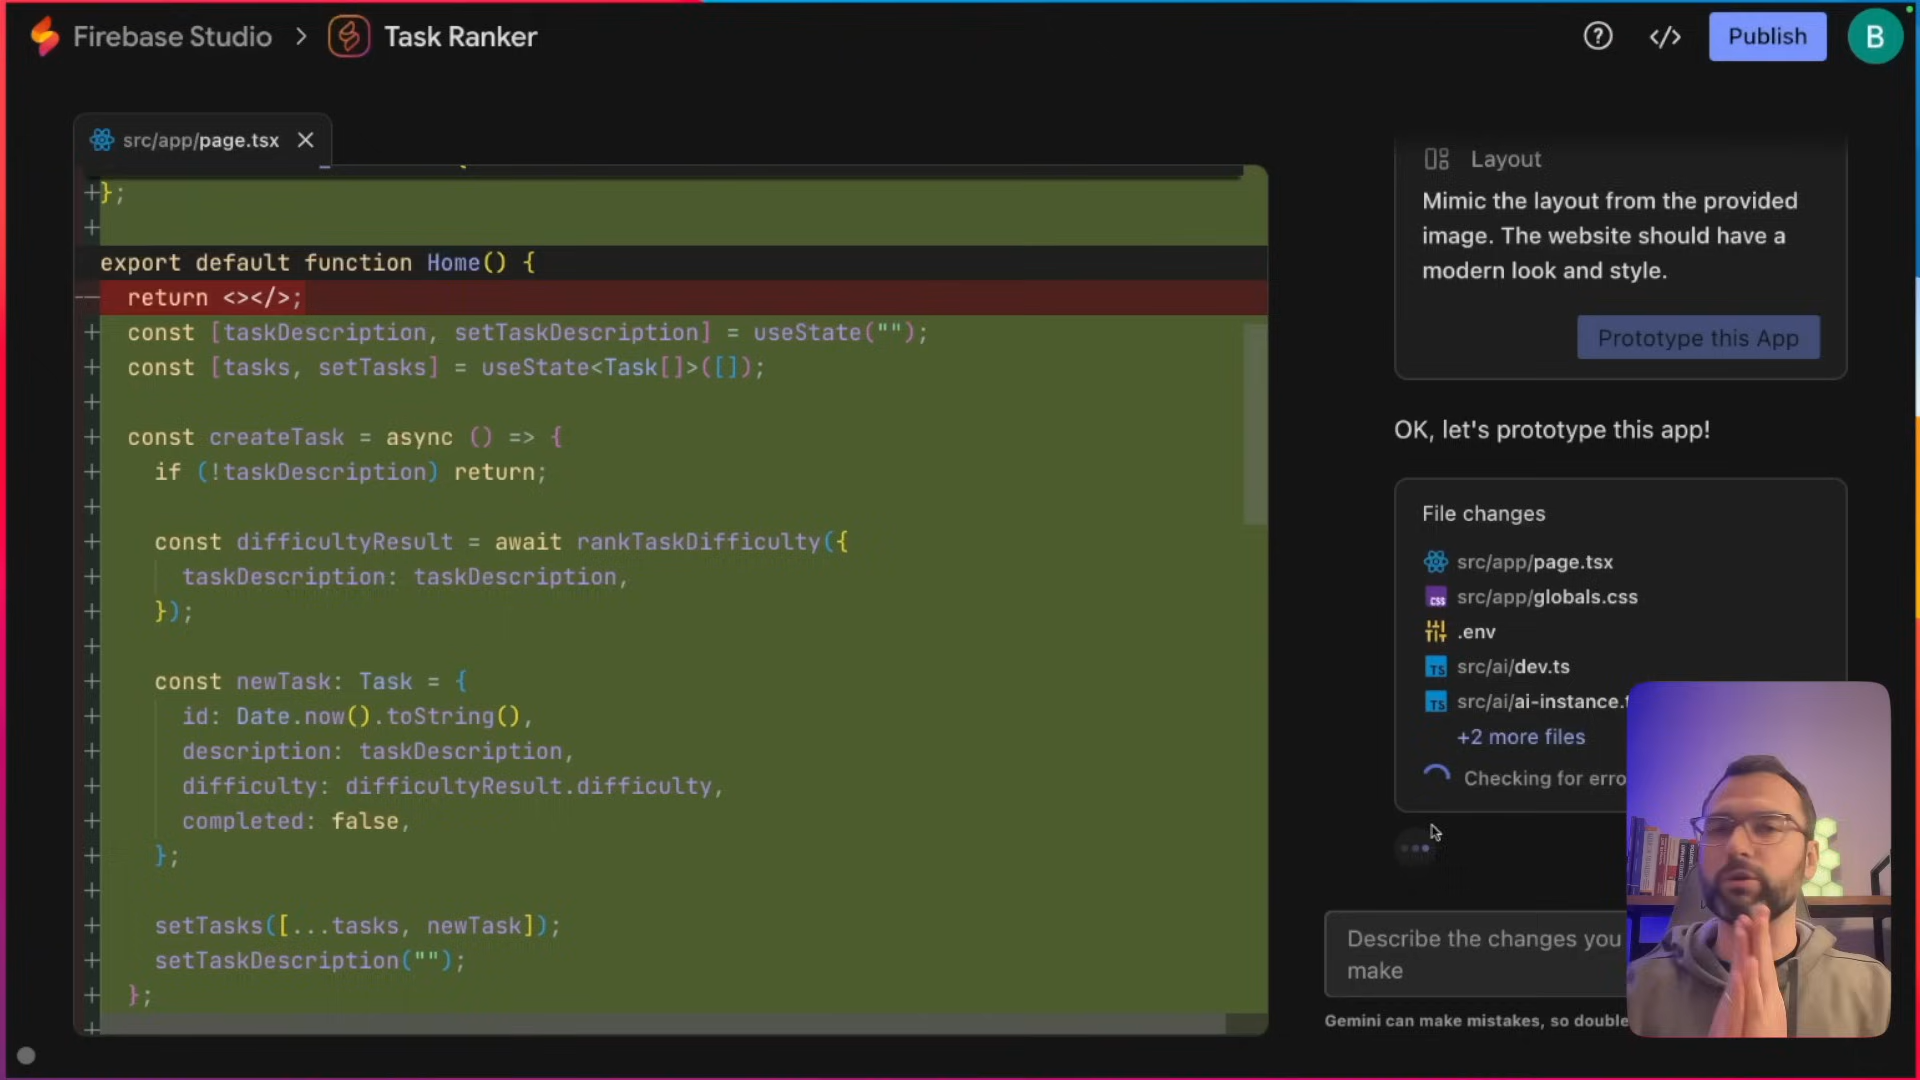 Firebase Studio > Task Ranker
</>
Publish
B
src/app/page.tsx
+};
+
export default function Home() {
return <></>;
+ const [taskDescription, setTaskDescription] = useState("");
+ const [tasks, setTasks] = useState<Task[]>([]);
+
+ const createTask = async () => {
+ if (!taskDescription) return;
+
+ const difficultyResult = await rankTaskDifficulty({
+ taskDescription: taskDescription,
+ });
+
+ const newTask: Task = {
+ id: Date.now().toString(),
+ description: taskDescription,
+ difficulty: difficultyResult.difficulty,
+ completed: false,
+ };
+
+ setTasks([...tasks, newTask]);
+ setTaskDescription("");
+ };
+
Layout
Mimic the layout from the provided
image. The website should have a
modern look and style.
Prototype this App
OK, let's prototype this app!
File changes
src/app/page.tsx
CSS src/app/globals.css
.env
TS src/ai/dev.ts
TS src/ai/ai-instance.t
+2 more files
Checking for erro
Describe the changes you
make
Gemini can make mistakes, so double